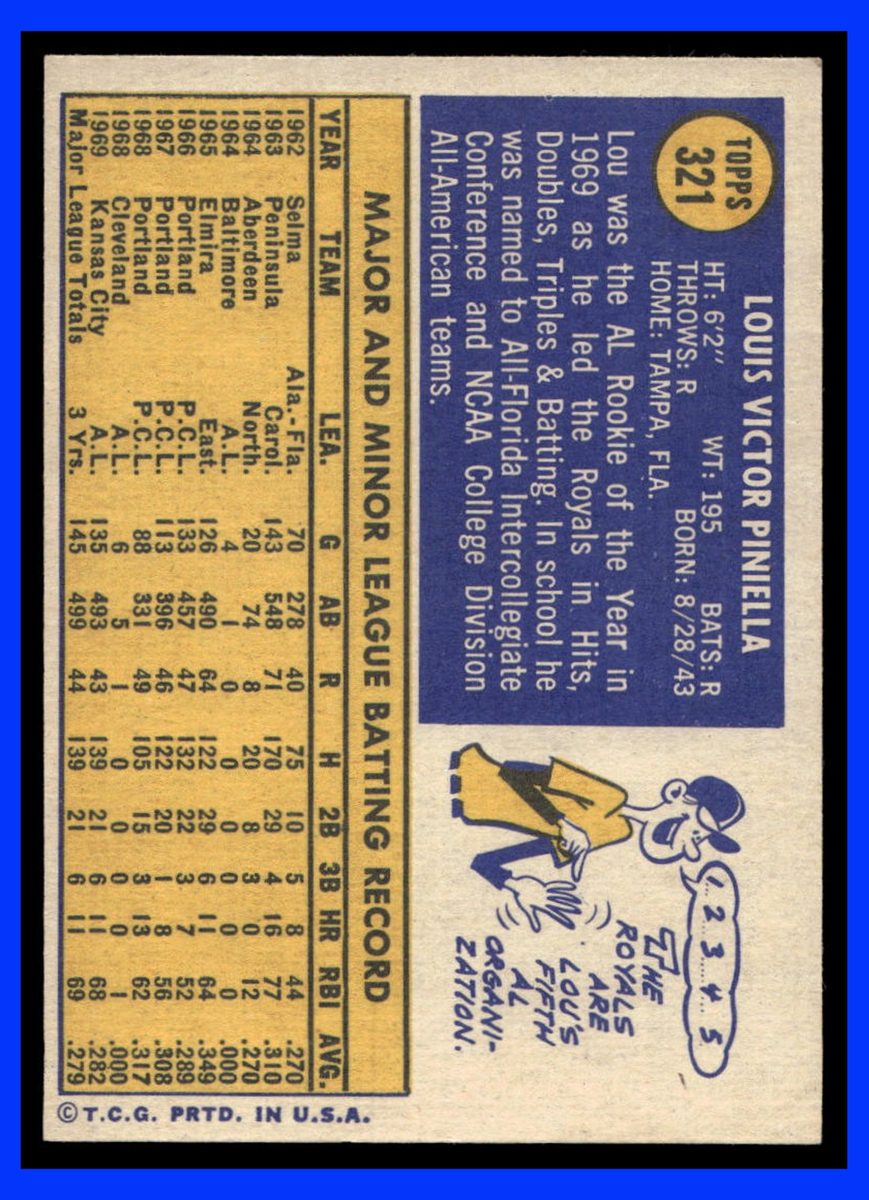 TOPPS
321
LOUIS VICTOR PINIELLA
HT: 6'2" WT: 195 BATS: R
THROWS: R BORN: 8/28/43
HOME: TAMPA, FLA.
Lou was the AL Rookie of the Year in
1969 as he led the Royals in Hits,
Doubles, Triples & Batting. In school he
was named to All-Florida Intercollegiate
Conference and NCAA College Division
All-American teams.
1... 2... 3... 4... 5
THE
ROYALS
ARE
LOU'S
FIFTH
AL
ORGANI-
ZATION.
MAJOR AND MINOR LEAGUE BATTING RECORD
YEAR TEAM LEA. G AB R H 2B 3B HR RBI AVG.
1962 Selma Ala.-Fla. 70 278 40 75 10 5 8 44 .270
1963 Peninsula Carol. 143 548 71 170 29 4 16 77 .310
1964 Aberdeen North. 20 74 8 20 8 3 0 12 .270
1964 Baltimore A.L. 4 1 0 0 0 0 0 0 .000
1965 Elmira East. 126 490 64 122 29 6 11 64 .349
1966 Portland P.C.L. 133 457 47 132 22 3 7 52 .289
1967 Portland P.C.L. 113 396 46 122 20 1 8 56 .308
1968 Portland P.C.L. 88 331 49 105 15 3 13 62 .317
1968 Cleveland A.L. 6 5 1 0 0 0 0 1 .000
1969 Kansas City A.L. 135 493 43 139 21 6 11 68 .282
Major League Totals 3 Yrs. 145 499 44 139 21 6 11 69 .279
© T.C.G. PRTD. IN U.S.A.